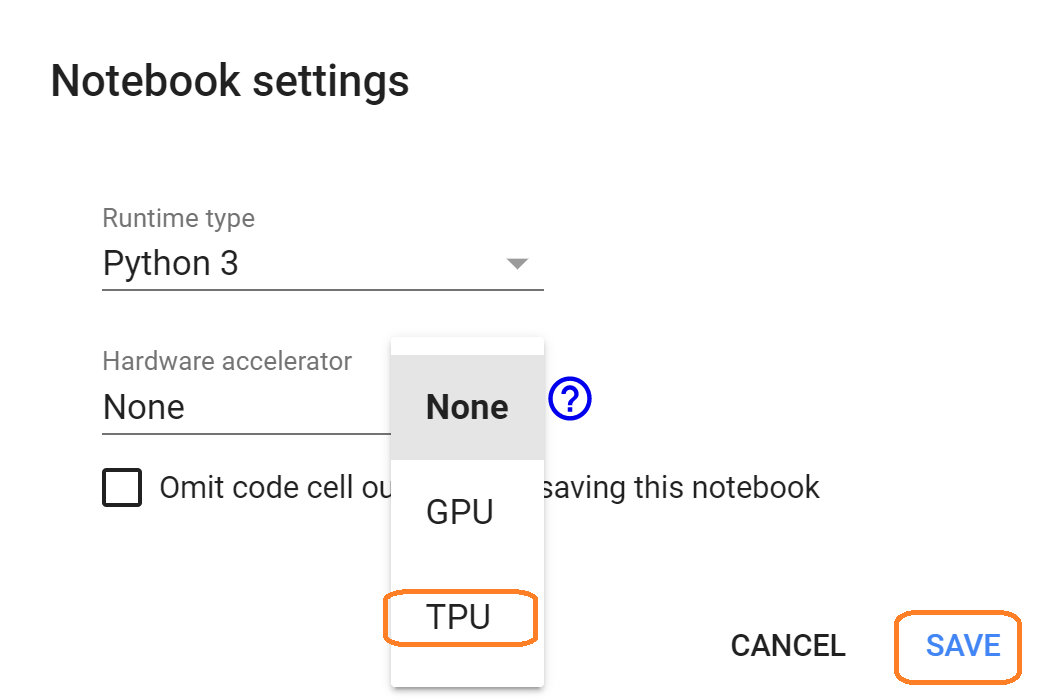 Notebook settings
Runtime type
Python 3
Hardware accelerator
None
None
?
Omit code cell ou saving this notebook
GPU
TPU
CANCEL
SAVE